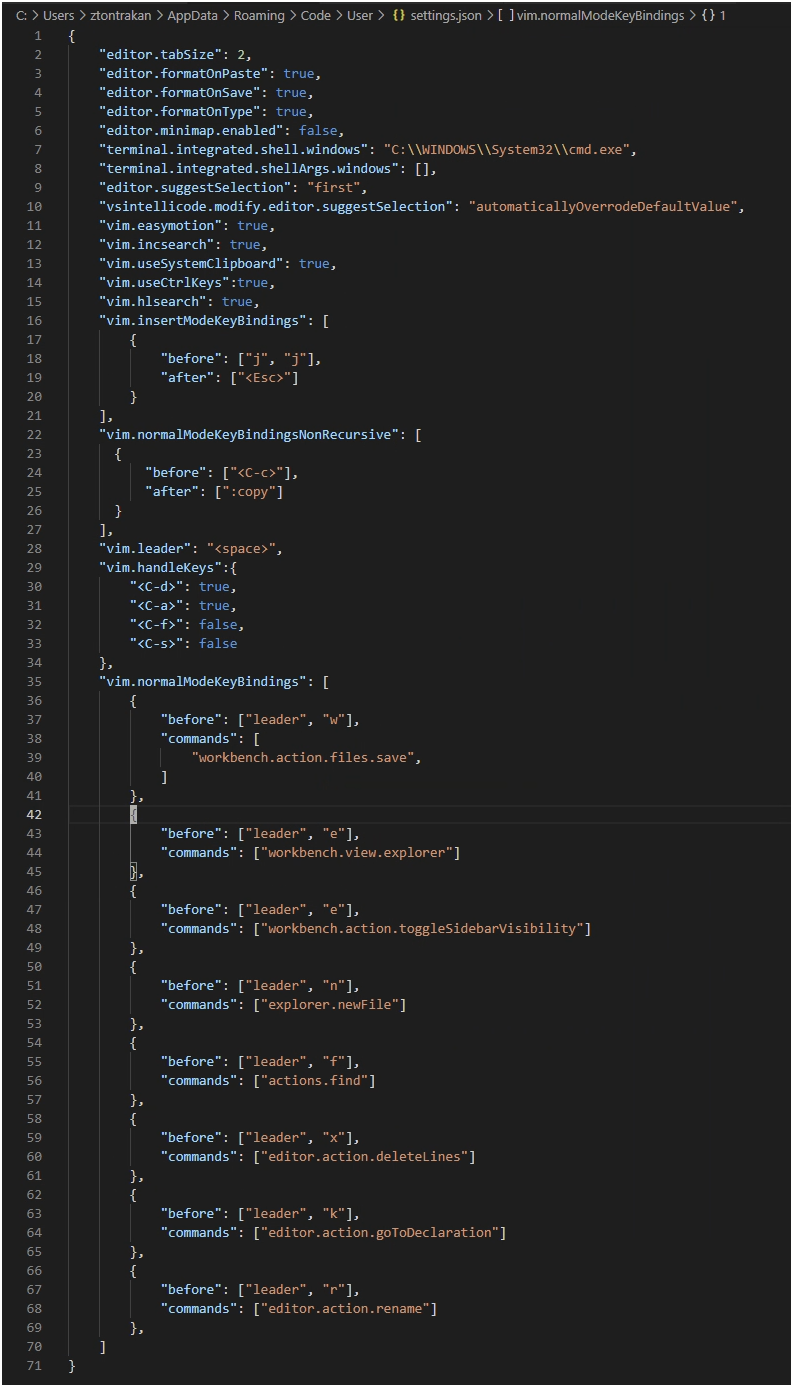 C: > Users > ztontrakan > AppData > Roaming > Code > User > {} settings.json > [ ] vim.normalModeKeyBindings > {} 1
1 {
2     "editor.tabSize": 2,
3     "editor.formatOnPaste": true,
4     "editor.formatOnSave": true,
5     "editor.formatOnType": true,
6     "editor.minimap.enabled": false,
7     "terminal.integrated.shell.windows": "C:\\WINDOWS\\System32\\cmd.exe",
8     "terminal.integrated.shellArgs.windows": [],
9     "editor.suggestSelection": "first",
10     "vsintellicode.modify.editor.suggestSelection": "automaticallyOverrodeDefaultValue",
11     "vim.easymotion": true,
12     "vim.incsearch": true,
13     "vim.useSystemClipboard": true,
14     "vim.useCtrlKeys":true,
15     "vim.hlsearch": true,
16     "vim.insertModeKeyBindings": [
17         {
18             "before": ["j", "j"],
19             "after": ["<Esc>"]
20         }
21     ],
22     "vim.normalModeKeyBindingsNonRecursive": [
23       {
24           "before": ["<C-c>"],
25           "after": [":copy"]
26       }
27     ],
28     "vim.leader": "<space>",
29     "vim.handleKeys":{
30         "<C-d>": true,
31         "<C-a>": true,
32         "<C-f>": false,
33         "<C-s>": false
34     },
35     "vim.normalModeKeyBindings": [
36         {
37             "before": ["leader", "w"],
38             "commands": [
39                 "workbench.action.files.save",
40             ]
41         },
42         {
43             "before": ["leader", "e"],
44             "commands": ["workbench.view.explorer"]
45         },
46         {
47             "before": ["leader", "e"],
48             "commands": ["workbench.action.toggleSidebarVisibility"]
49         },
50         {
51             "before": ["leader", "n"],
52             "commands": ["explorer.newFile"]
53         },
54         {
55             "before": ["leader", "f"],
56             "commands": ["actions.find"]
57         },
58         {
59             "before": ["leader", "x"],
60             "commands": ["editor.action.deleteLines"]
61         },
62         {
63             "before": ["leader", "k"],
64             "commands": ["editor.action.goToDeclaration"]
65         },
66         {
67             "before": ["leader", "r"],
68             "commands": ["editor.action.rename"]
69         },
70     ]
71 }